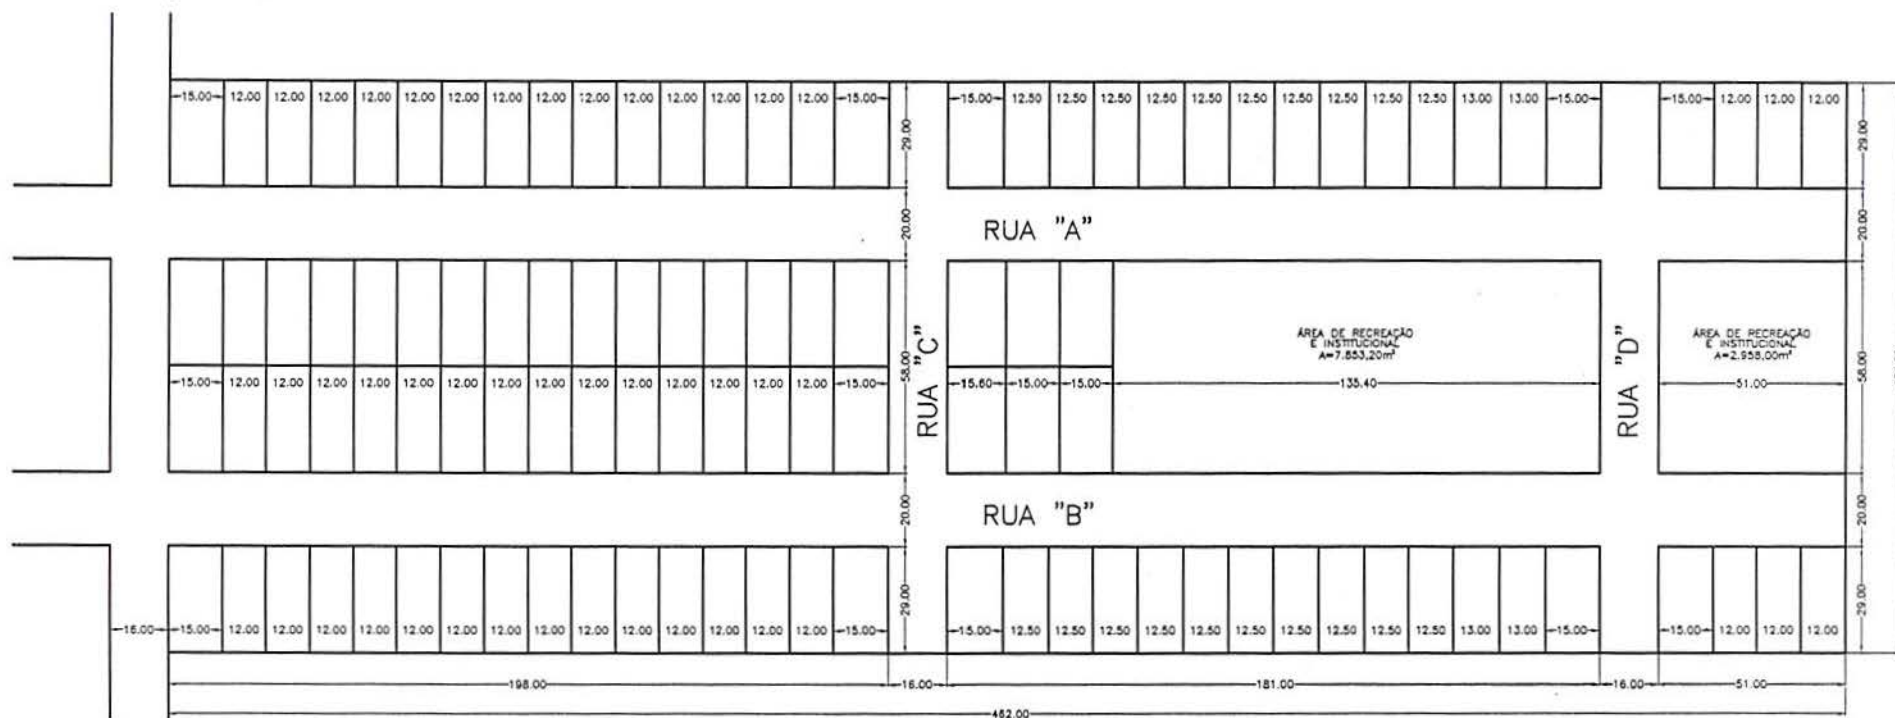 15.00 12.00 12.00 12.00 12.00 12.00 12.00 12.00 12.00 12.00 12.00 12.00 12.00 12.00 12.00 15.00
15.00 12.50 12.50 12.50 12.50 12.50 12.50 12.50 12.50 12.50 12.50 13.00 13.00 15.00
15.00 12.00 12.00 12.00
29.00
29.00
20.00
RUA "A"
20.00
58.00
RUA "C"
ÁREA DE RECREAÇÃO
E INSTITUCIONAL
A=7.853,20m²
RUA "D"
ÁREA DE RECREAÇÃO
E INSTITUCIONAL
A=2.958,00m²
58.00
15.00 12.00 12.00 12.00 12.00 12.00 12.00 12.00 12.00 12.00 12.00 12.00 12.00 12.00 12.00 15.00
15.60 15.00 15.00 135.40
51.00
20.00
RUA "B"
20.00
29.00
29.00
16.00 15.00 12.00 12.00 12.00 12.00 12.00 12.00 12.00 12.00 12.00 12.00 12.00 12.00 12.00 12.00 15.00
15.00 12.50 12.50 12.50 12.50 12.50 12.50 12.50 12.50 12.50 12.50 13.00 13.00 15.00
15.00 12.00 12.00 12.00
198.00 16.00 181.00 16.00 51.00
462.00